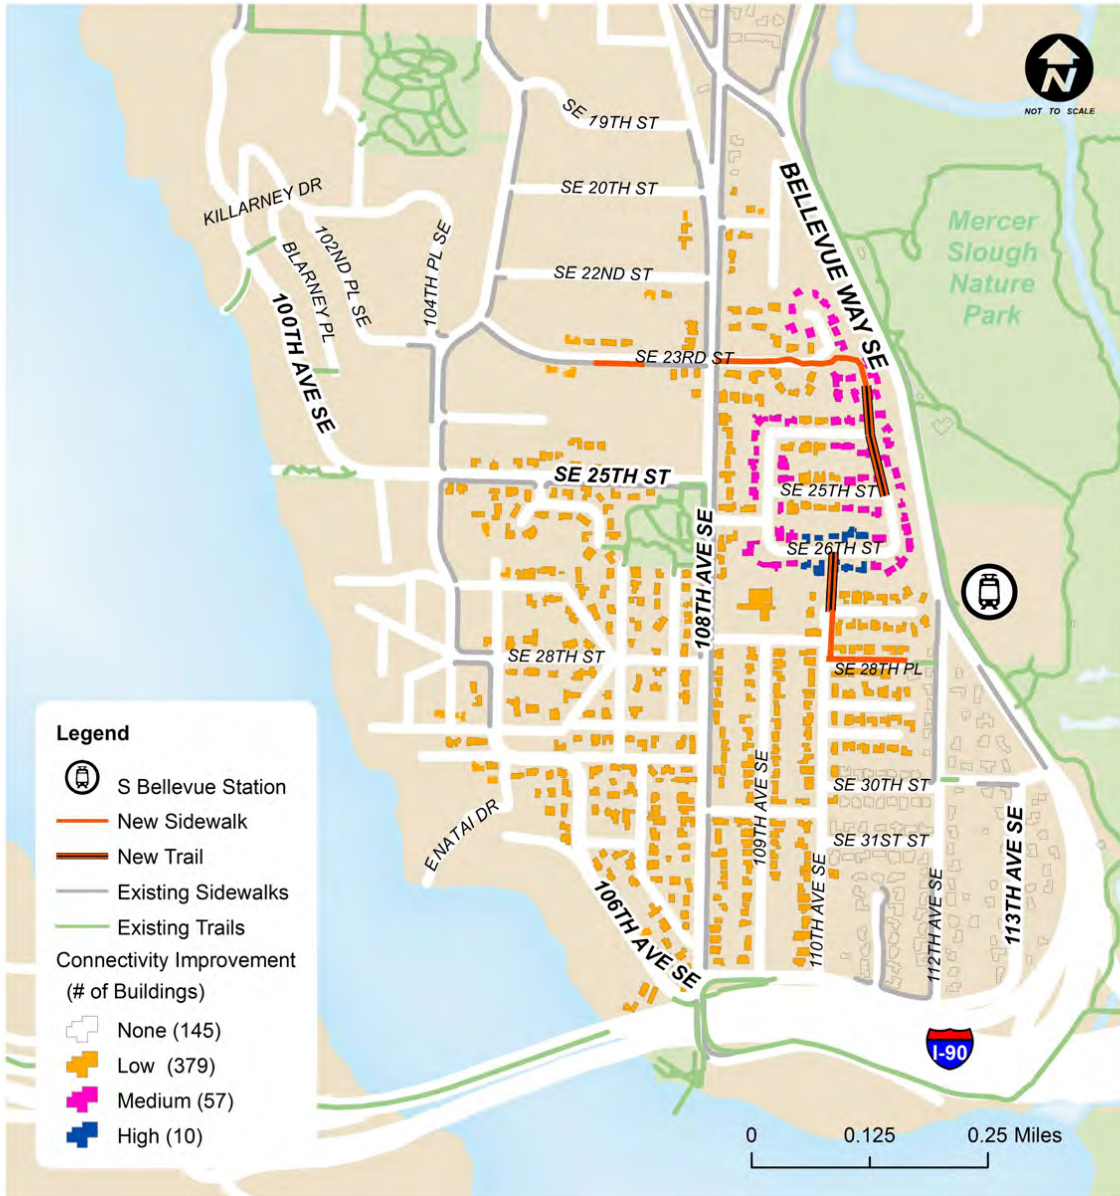 N
NOT TO SCALE
SE 19TH ST
SE 20TH ST
KILLARNEY DR
BELLEVUE WAY SE
Mercer
Slough
Nature
Park
102ND PL SE
104TH PL SE
BLARNEY PL
SE 22ND ST
100TH AVE SE
SE 23RD ST
SE 25TH ST
SE 25TH ST
108TH AVE SE
SE 26TH ST
SE 28TH ST
SE 28TH PL
109TH AVE SE
SE 30TH ST
ENATAI DR
SE 31ST ST
113TH AVE SE
106TH AVE SE
110TH AVE SE
112TH AVE SE
I-90
Legend
S Bellevue Station
New Sidewalk
New Trail
Existing Sidewalks
Existing Trails
Connectivity Improvement
(# of Buildings)
None (145)
Low (379)
Medium (57)
High (10)
0 0.125 0.25 Miles